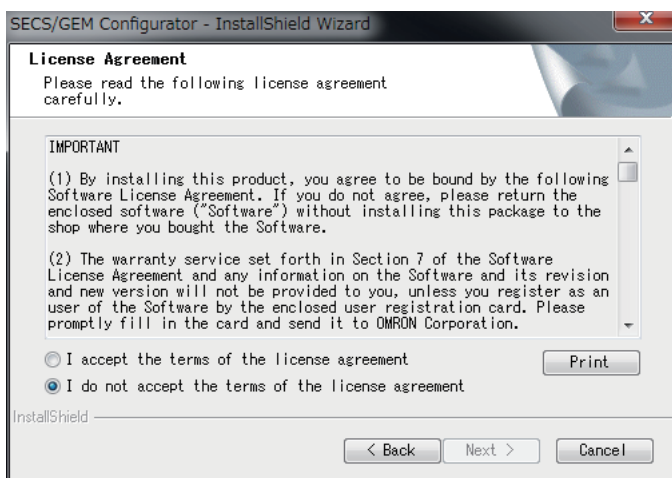 SECS/GEM Configurator - InstallShield Wizard
License Agreement
Please read the following license agreement
carefully.
IMPORTANT
(1) By installing this product, you agree to be bound by the following
Software License Agreement. If you do not agree, please return the
enclosed software ("Software") without installing this package to the
shop where you bought the Software.
(2) The warranty service set forth in Section 7 of the Software
License Agreement and any information on the Software and its revision
and new version will not be provided to you, unless you register as an
user of the Software by the enclosed user registration card. Please
promptly fill in the card and send it to OMRON Corporation.
I accept the terms of the license agreement
Print
I do not accept the terms of the license agreement
InstallShield
< Back Next > Cancel